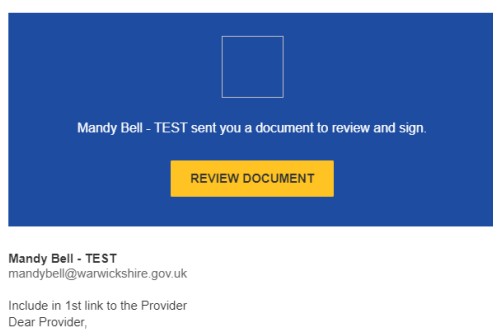 Mandy Bell - TEST sent you a document to review and sign.
REVIEW DOCUMENT
Mandy Bell - TEST
mandybell@warwickshire.gov.uk
Include in 1st link to the Provider
Dear Provider,